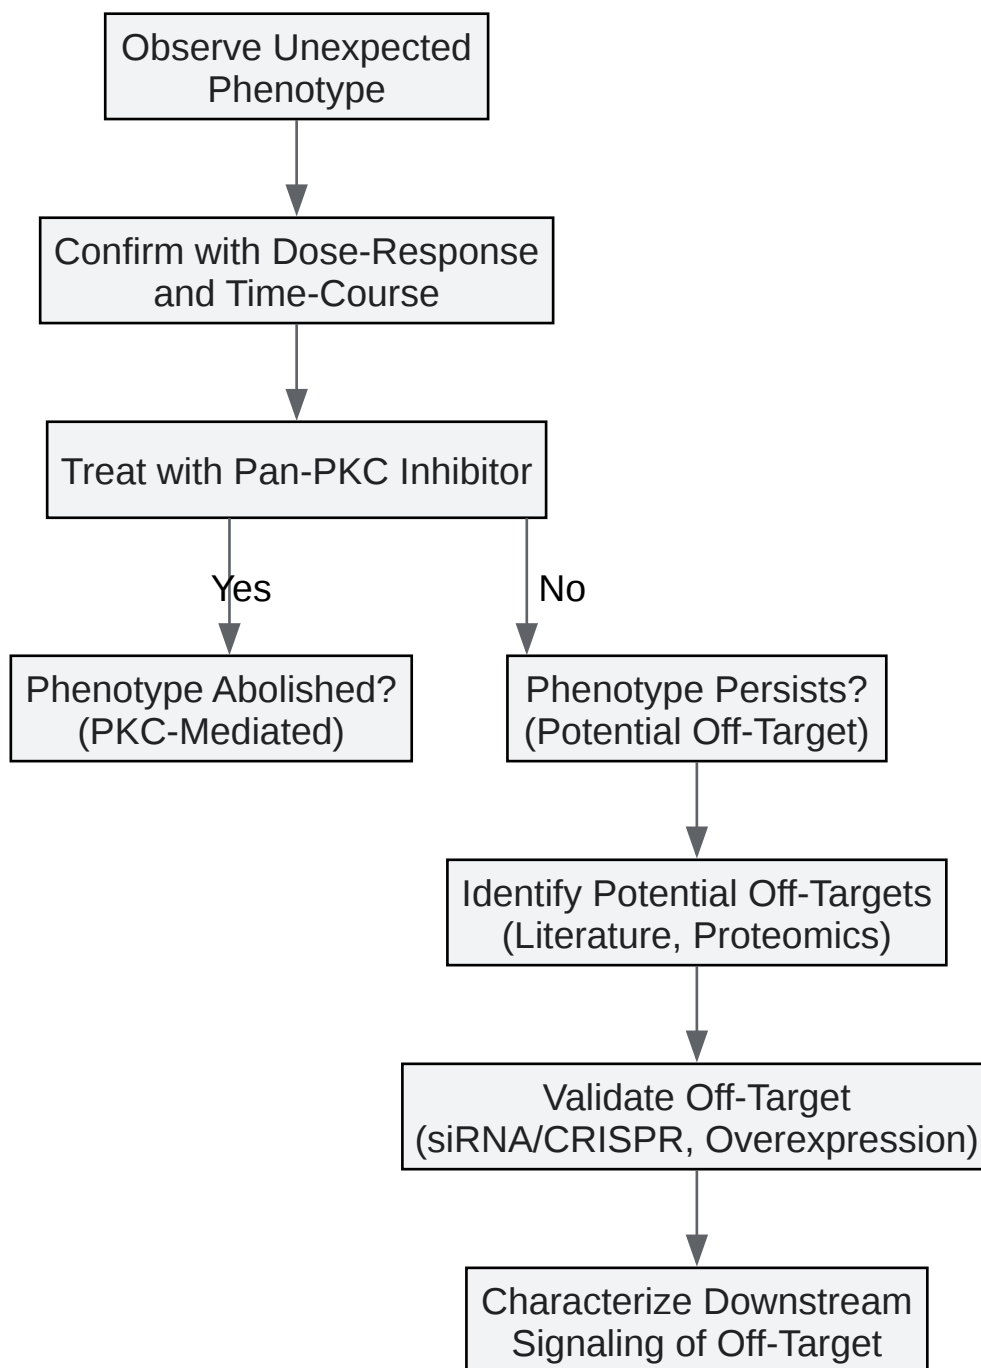 Observe Unexpected
Phenotype
Confirm with Dose-Response
and Time-Course
Treat with Pan-PKC Inhibitor
Yes
No
Phenotype Abolished?
(PKC-Mediated)
Phenotype Persists?
(Potential Off-Target)
Identify Potential Off-Targets
(Literature, Proteomics)
Validate Off-Target
(siRNA/CRISPR, Overexpression)
Characterize Downstream
Signaling of Off-Target